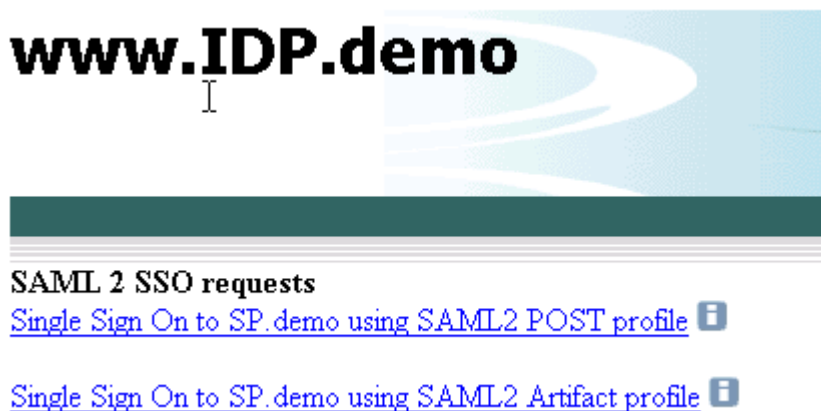 www.IDP.demo
SAML 2 SSO requests
Single Sign On to SP.demo using SAML2 POST profile
Single Sign On to SP.demo using SAML2 Artifact profile